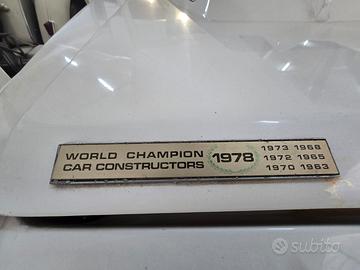 WORLD CHAMPION
CAR CONSTRUCTORS
1978
1973 1968
1972 1965
1970 1963
subito